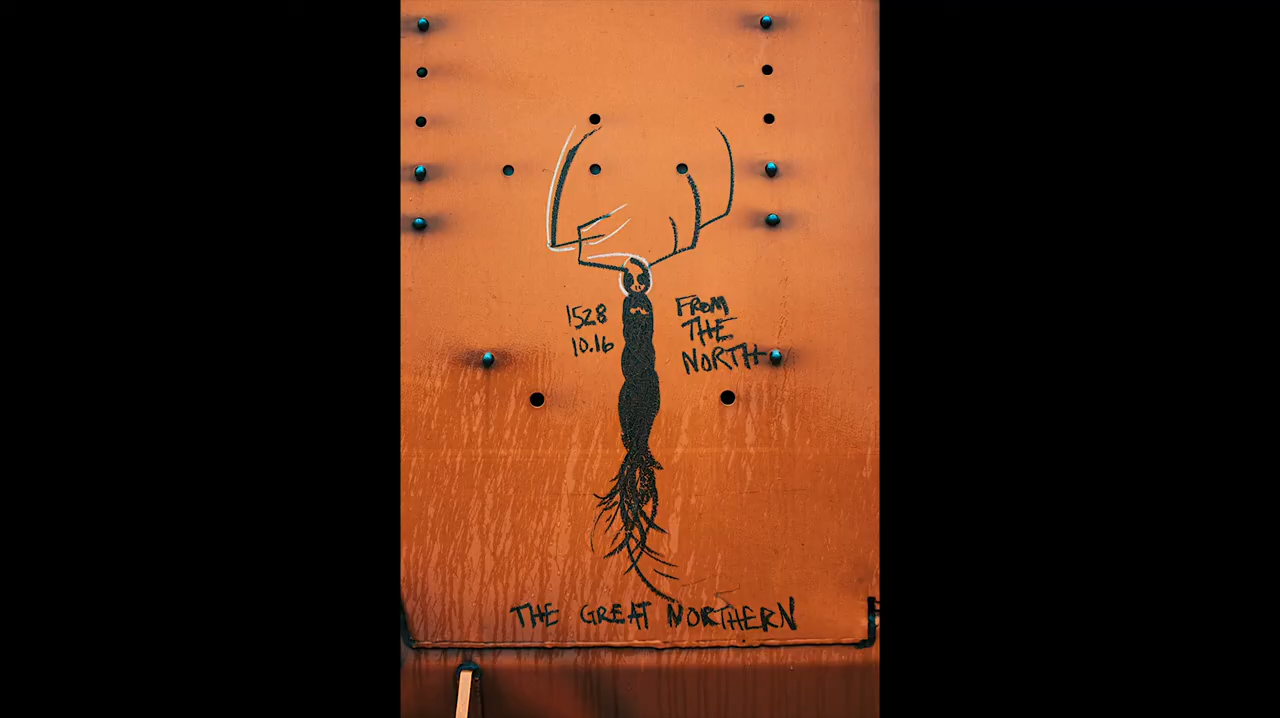 1528
10.16
FROM
THE
NORTH
THE GREAT NORTHERN